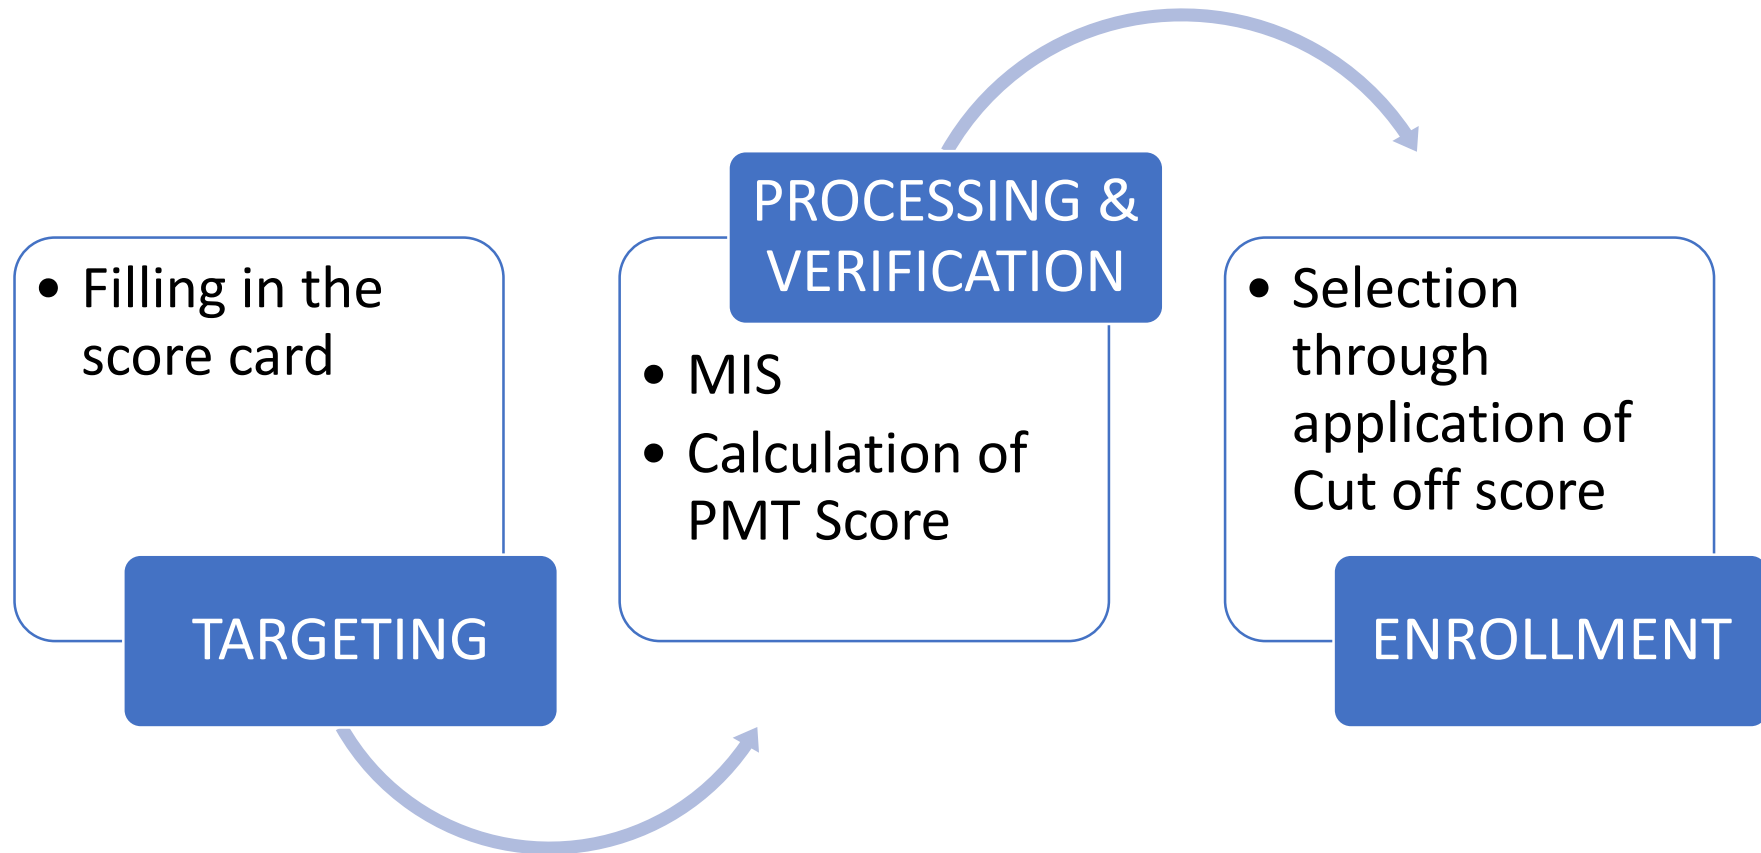 • Filling in the
score card
TARGETING
PROCESSING &
VERIFICATION
• MIS
• Calculation of
PMT Score
• Selection
through
application of
Cut off score
ENROLLMENT